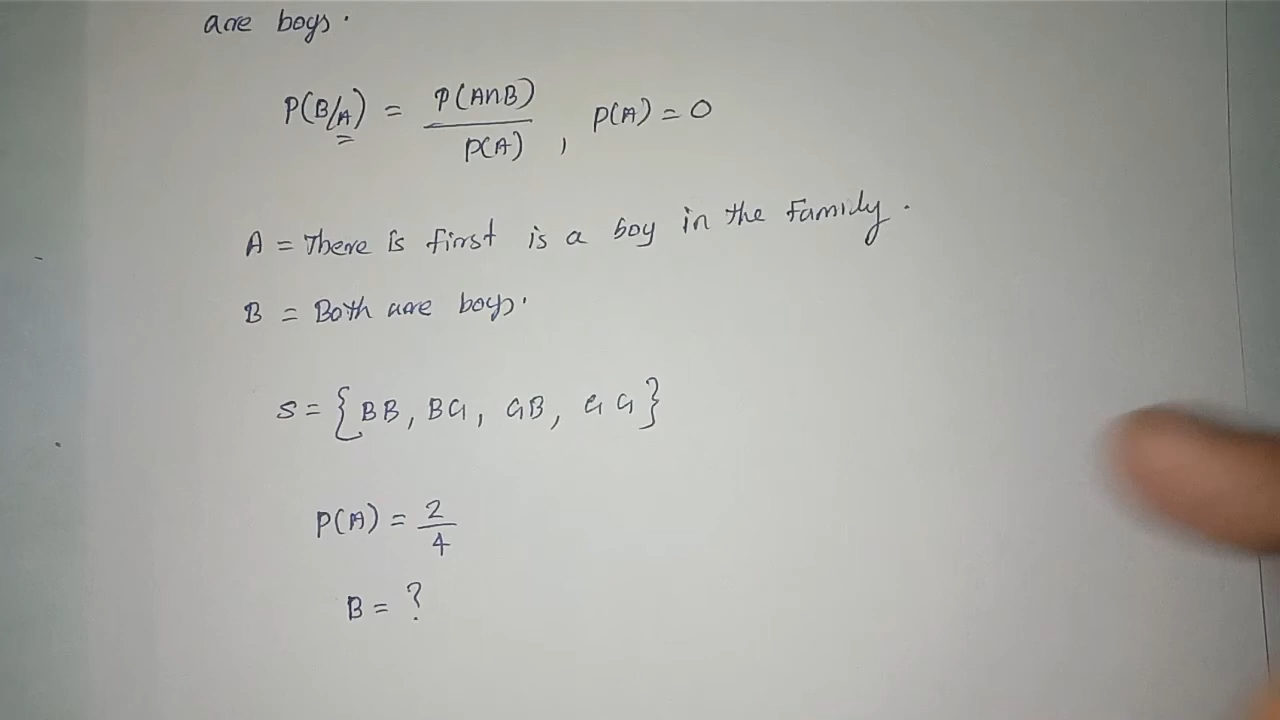 are boys.
P(B/A) = P(A∩B) / P(A) , P(A) = 0
A = There is first is a boy in the Family.
B = Both are boys.
S = {BB, BG, GB, GG}
P(A) = 2/4
B = ?